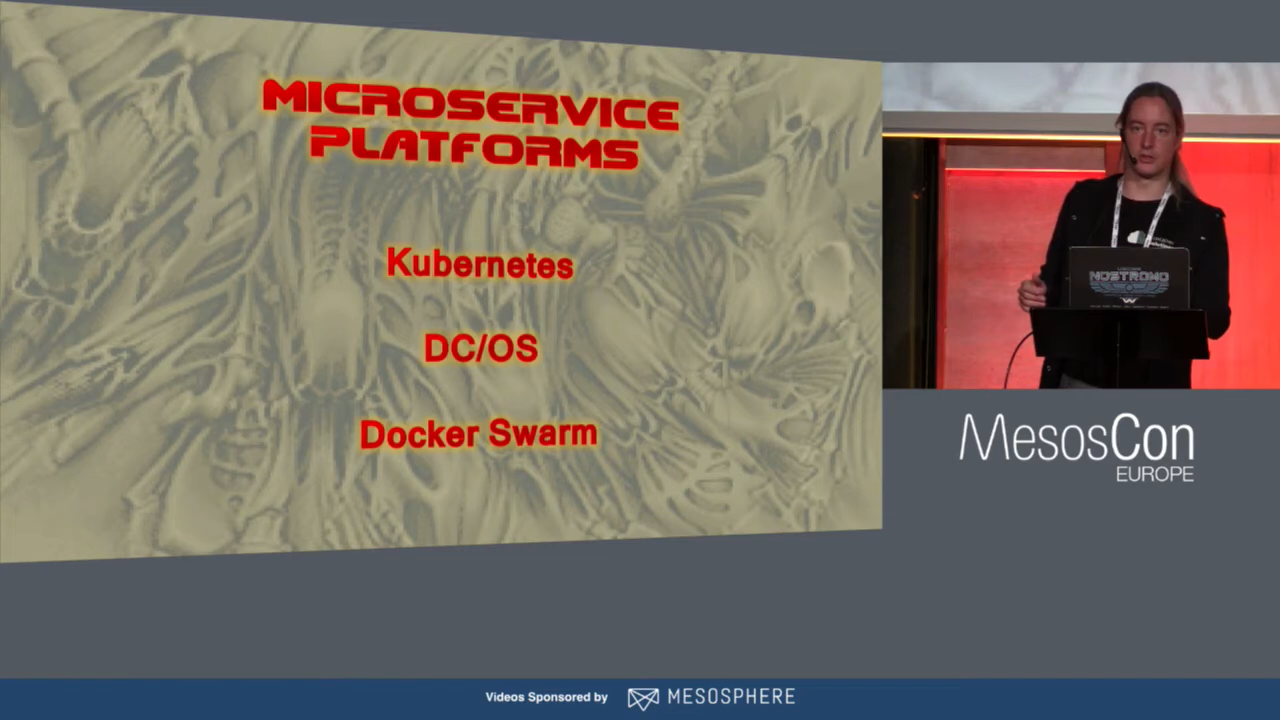 MICROSERVICE
PLATFORMS
Kubernetes
DC/OS
Docker Swarm
NOSTROMO
MesosCon
EUROPE
Videos Sponsored by
MESOSPHERE